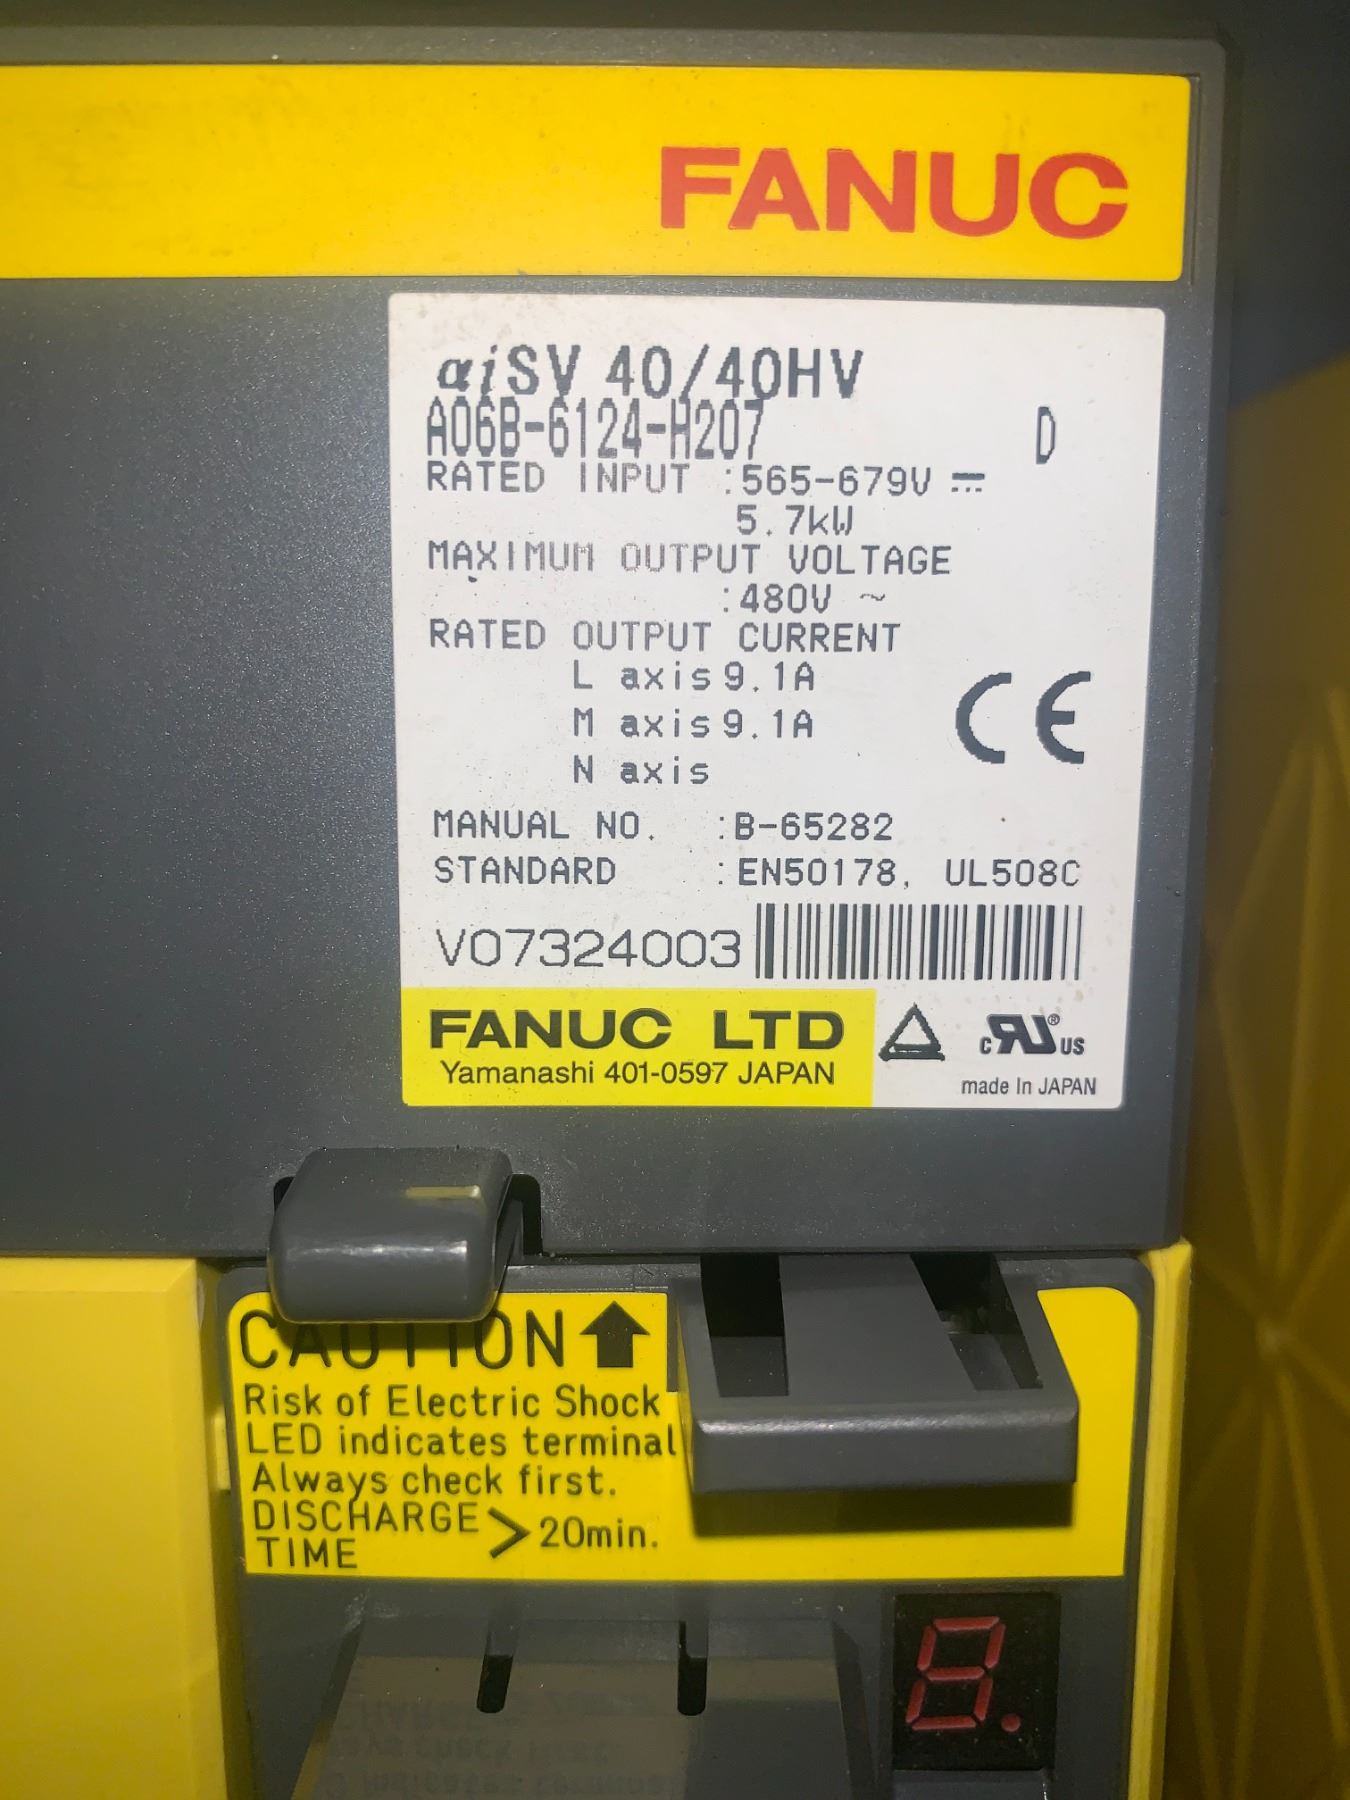 FANUC
αiSV 40/40HV
A06B-6124-H207 D
RATED INPUT :565-679V ⎓
5.7kW
MAXIMUM OUTPUT VOLTAGE
:480V ~
RATED OUTPUT CURRENT
L axis 9.1A
M axis 9.1A
N axis
CE
MANUAL NO. :B-65282
STANDARD :EN50178, UL508C
V07324003
FANUC LTD
Yamanashi 401-0597 JAPAN
c RU ® US
made In JAPAN
CAUTION
Risk of Electric Shock
LED indicates terminal
Always check first.
DISCHARGE
TIME > 20min.
8.